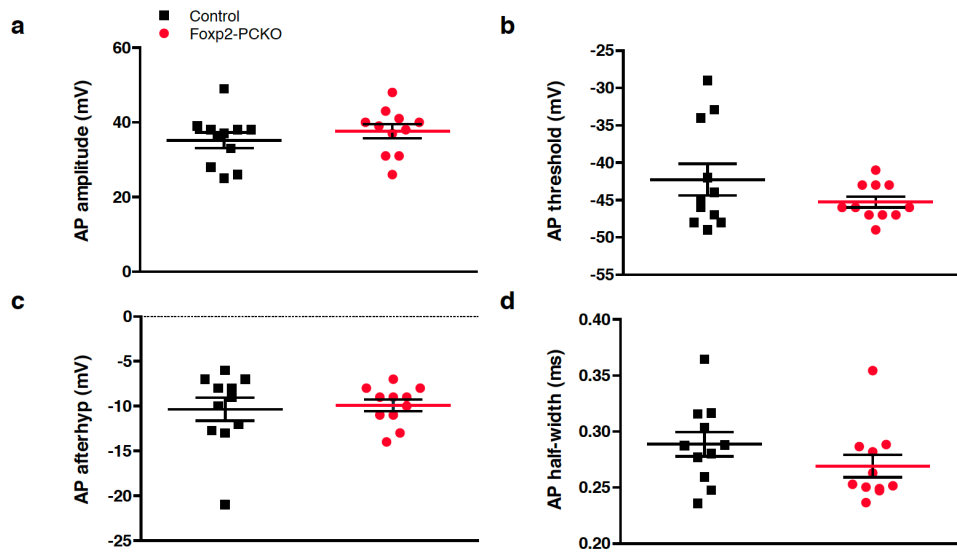 Control
Foxp2-PCKO
a
AP amplitude (mV)
60
40
20
0
b
AP threshold (mV)
-25
-30
-35
-40
-45
-50
-55
c
AP afterhyp (mV)
-0
-5
-10
-15
-20
-25
d
AP half-width (ms)
0.40
0.35
0.30
0.25
0.20